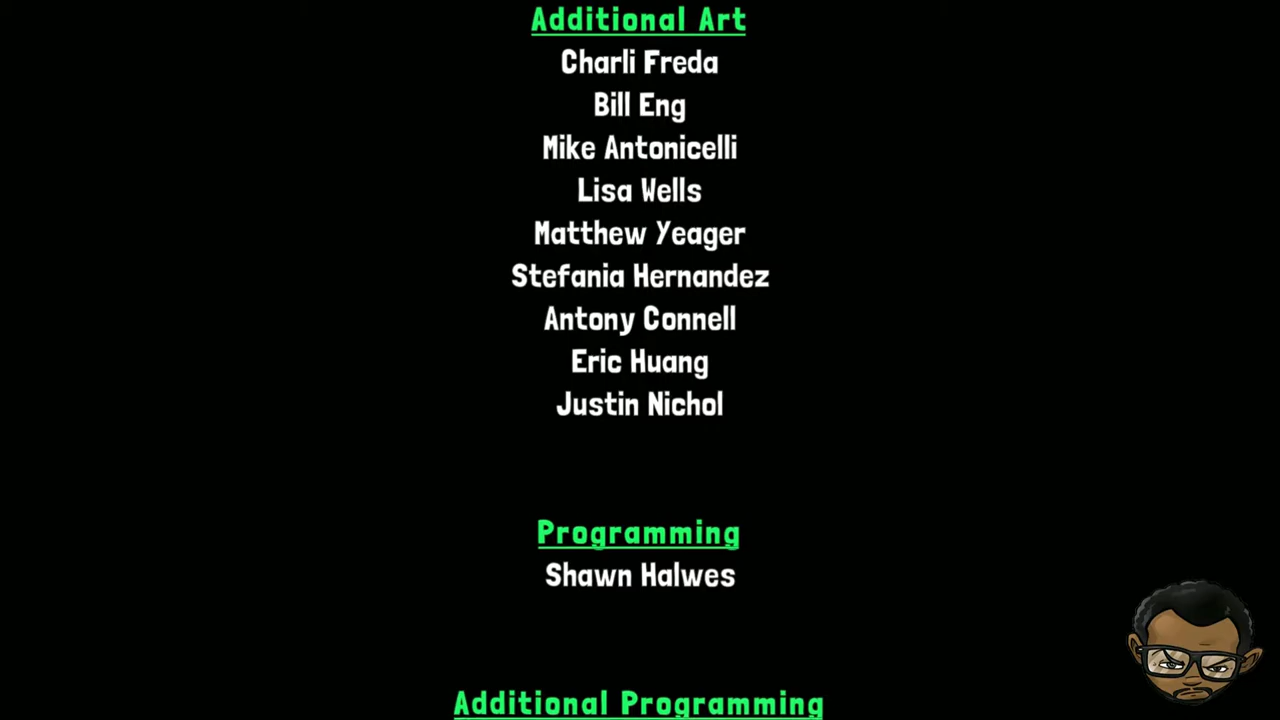 Additional Art
Charli Freda
Bill Eng
Mike Antonicelli
Lisa Wells
Matthew Yeager
Stefania Hernandez
Antony Connell
Eric Huang
Justin Nichol
Programming
Shawn Halwes
Additional Programming